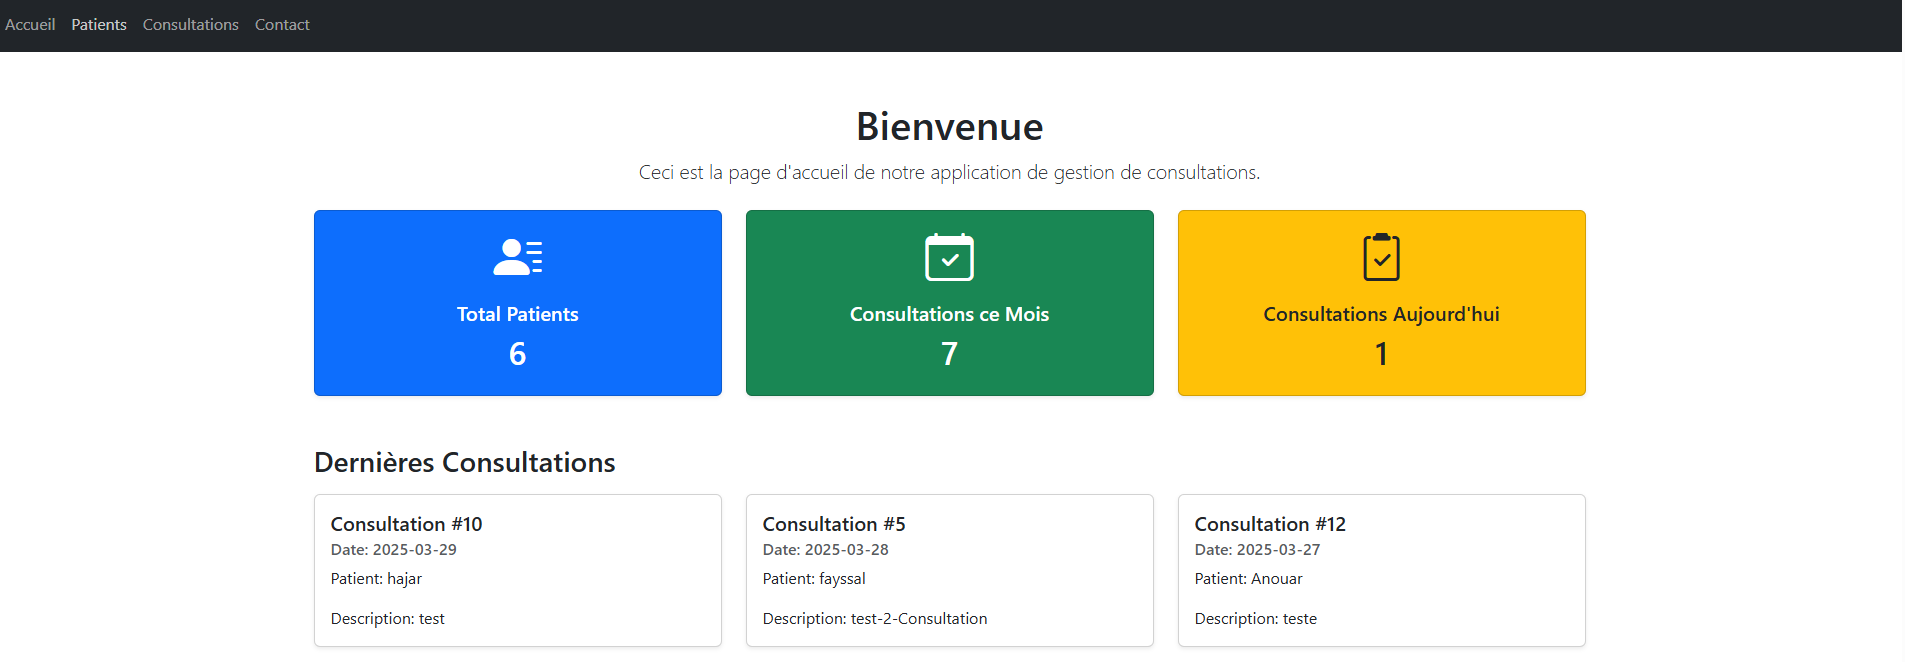 Accueil Patients Consultations Contact
Bienvenue
Ceci est la page d'accueil de notre application de gestion de consultations.
Total Patients
6
Consultations ce Mois
7
Consultations Aujourd'hui
1
Dernières Consultations
Consultation #10
Date: 2025-03-29
Patient: hajar
Description: test
Consultation #5
Date: 2025-03-28
Patient: fayssal
Description: test-2-Consultation
Consultation #12
Date: 2025-03-27
Patient: Anouar
Description: teste